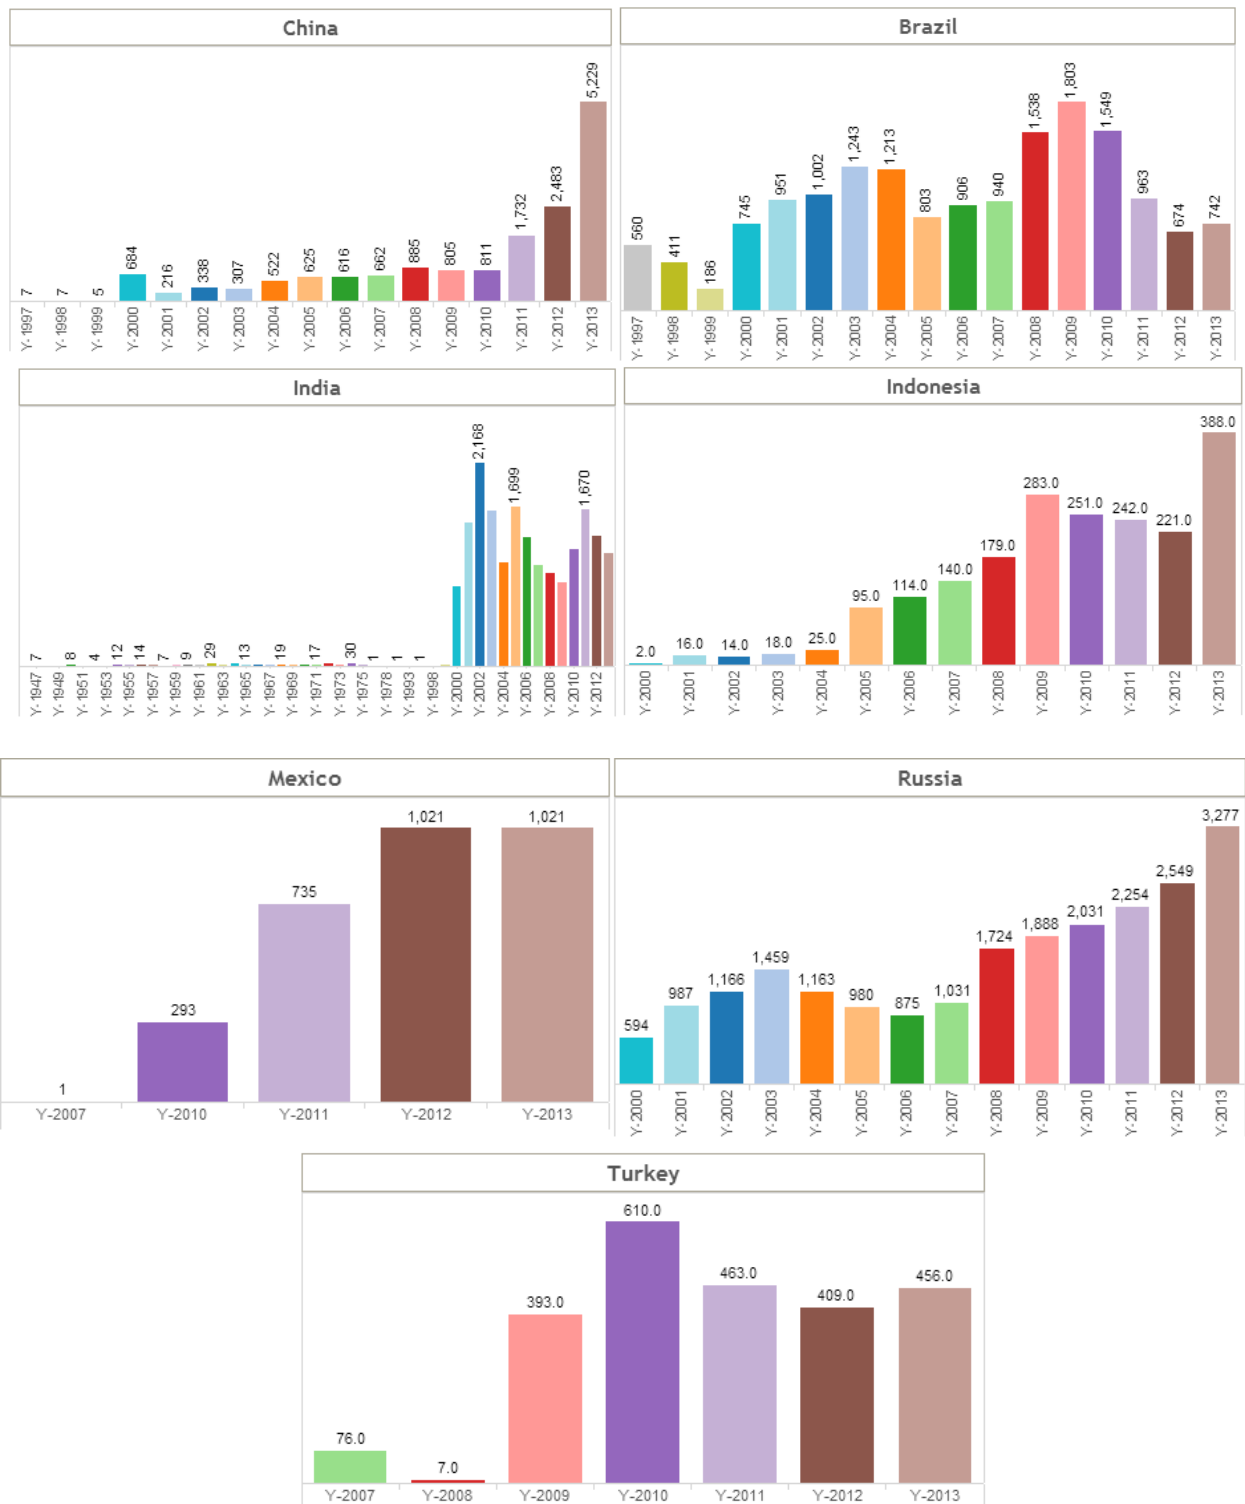 China
7
7
5
684
216
338
307
522
625
616
662
885
805
811
1,732
2,483
5,229
Y-1997
Y-1998
Y-1999
Y-2000
Y-2001
Y-2002
Y-2003
Y-2004
Y-2005
Y-2006
Y-2007
Y-2008
Y-2009
Y-2010
Y-2011
Y-2012
Y-2013
Brazil
560
411
186
745
951
1,002
1,243
1,213
803
906
940
1,538
1,803
1,549
963
674
742
Y-1997
Y-1998
Y-1999
Y-2000
Y-2001
Y-2002
Y-2003
Y-2004
Y-2005
Y-2006
Y-2007
Y-2008
Y-2009
Y-2010
Y-2011
Y-2012
Y-2013
India
7
8
4
12
14
7
9
29
13
19
17
30
1
1
1
2,168
1,699
1,670
Y-1947
Y-1949
Y-1951
Y-1953
Y-1955
Y-1957
Y-1959
Y-1961
Y-1963
Y-1965
Y-1967
Y-1969
Y-1971
Y-1973
Y-1975
Y-1978
Y-1993
Y-1998
Y-2000
Y-2002
Y-2004
Y-2006
Y-2008
Y-2010
Y-2012
Indonesia
2.0
16.0
14.0
18.0
25.0
95.0
114.0
140.0
179.0
283.0
251.0
242.0
221.0
388.0
Y-2000
Y-2001
Y-2002
Y-2003
Y-2004
Y-2005
Y-2006
Y-2007
Y-2008
Y-2009
Y-2010
Y-2011
Y-2012
Y-2013
Mexico
1
293
735
1,021
1,021
Y-2007
Y-2010
Y-2011
Y-2012
Y-2013
Russia
594
987
1,166
1,459
1,163
980
875
1,031
1,724
1,888
2,031
2,254
2,549
3,277
Y-2000
Y-2001
Y-2002
Y-2003
Y-2004
Y-2005
Y-2006
Y-2007
Y-2008
Y-2009
Y-2010
Y-2011
Y-2012
Y-2013
Turkey
76.0
7.0
393.0
610.0
463.0
409.0
456.0
Y-2007
Y-2008
Y-2009
Y-2010
Y-2011
Y-2012
Y-2013